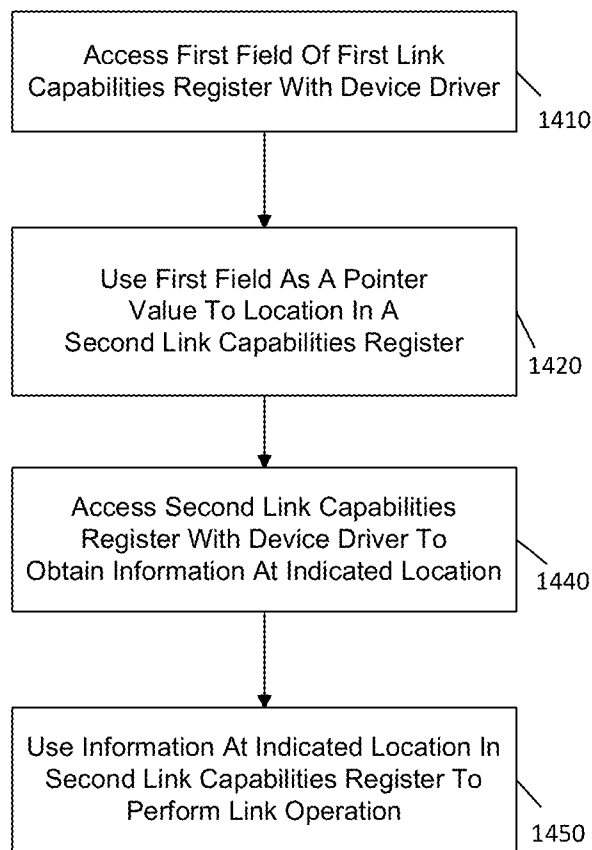 Access First Field Of First Link
Capabilities Register With Device Driver
1410
Use First Field As A Pointer
Value To Location In A
Second Link Capabilities Register
1420
Access Second Link Capabilities
Register With Device Driver To
Obtain Information At Indicated Location
1440
Use Information At Indicated Location In
Second Link Capabilities Register To
Perform Link Operation
1450